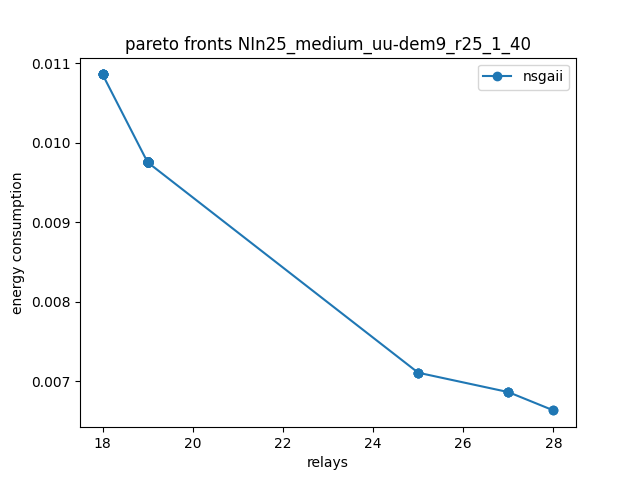 pareto fronts NIn25_medium_uu-dem9_r25_1_40
nsgaii
0.011
0.010
0.009
0.008
0.007
energy consumption
18 20 22 24 26 28
relays